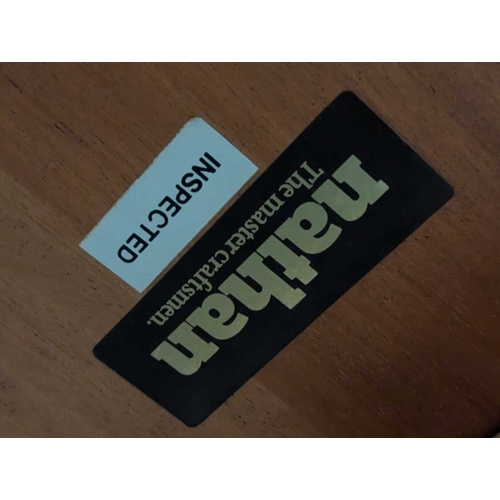 INSPECTED
nathan
The master craftsmen.